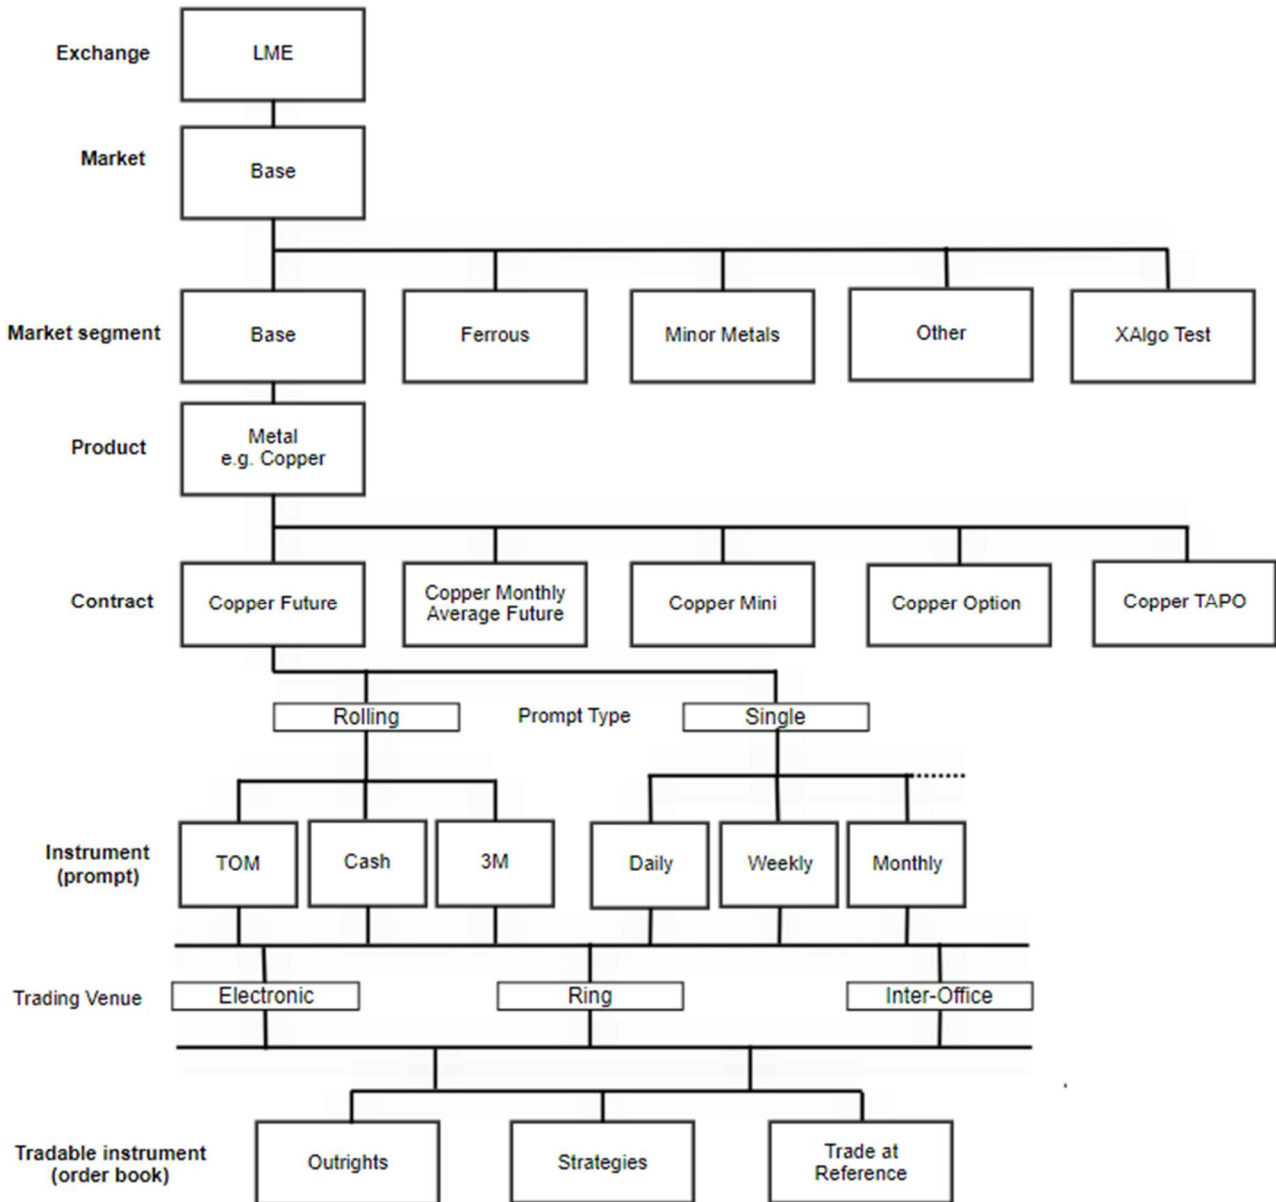 Exchange
LME
Market
Base
Market segment
Base
Ferrous
Minor Metals
Other
XAlgo Test
Product
Metal
e.g. Copper
Contract
Copper Future
Copper Monthly
Average Future
Copper Mini
Copper Option
Copper TAPO
Rolling
Prompt Type
Single
Instrument
(prompt)
TOM
Cash
3M
Daily
Weekly
Monthly
Trading Venue
Electronic
Ring
Inter-Office
Tradable instrument
(order book)
Outrights
Strategies
Trade at
Reference